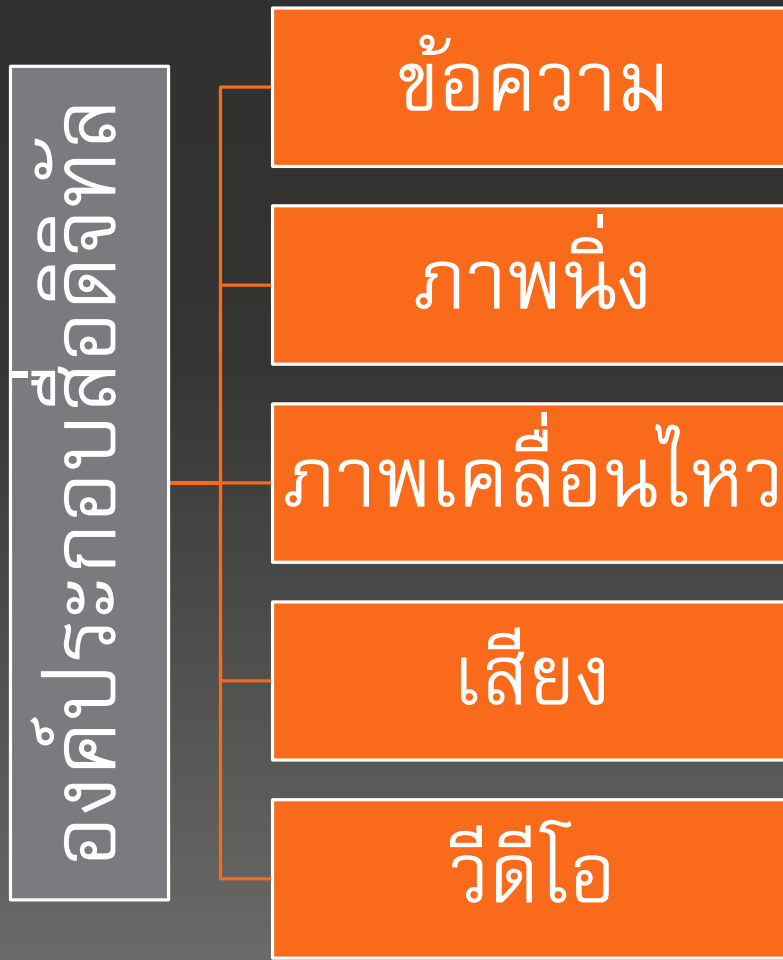 องค์ประกอบสื่อดิจิทัล
ข้อความ
ภาพนิ่ง
ภาพเคลื่อนไหว
เสียง
วีดีโอ